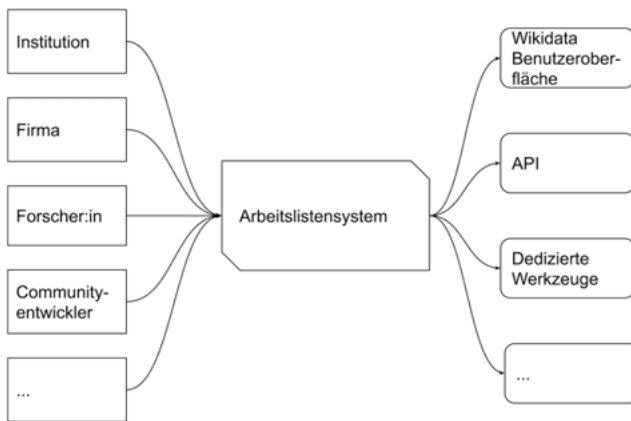 Institution
Firma
Forscher:in
Community-
entwickler
...
Arbeitslistensystem
Wikidata
Benutzerober-
fläche
API
Dedizierte
Werkzeuge
...